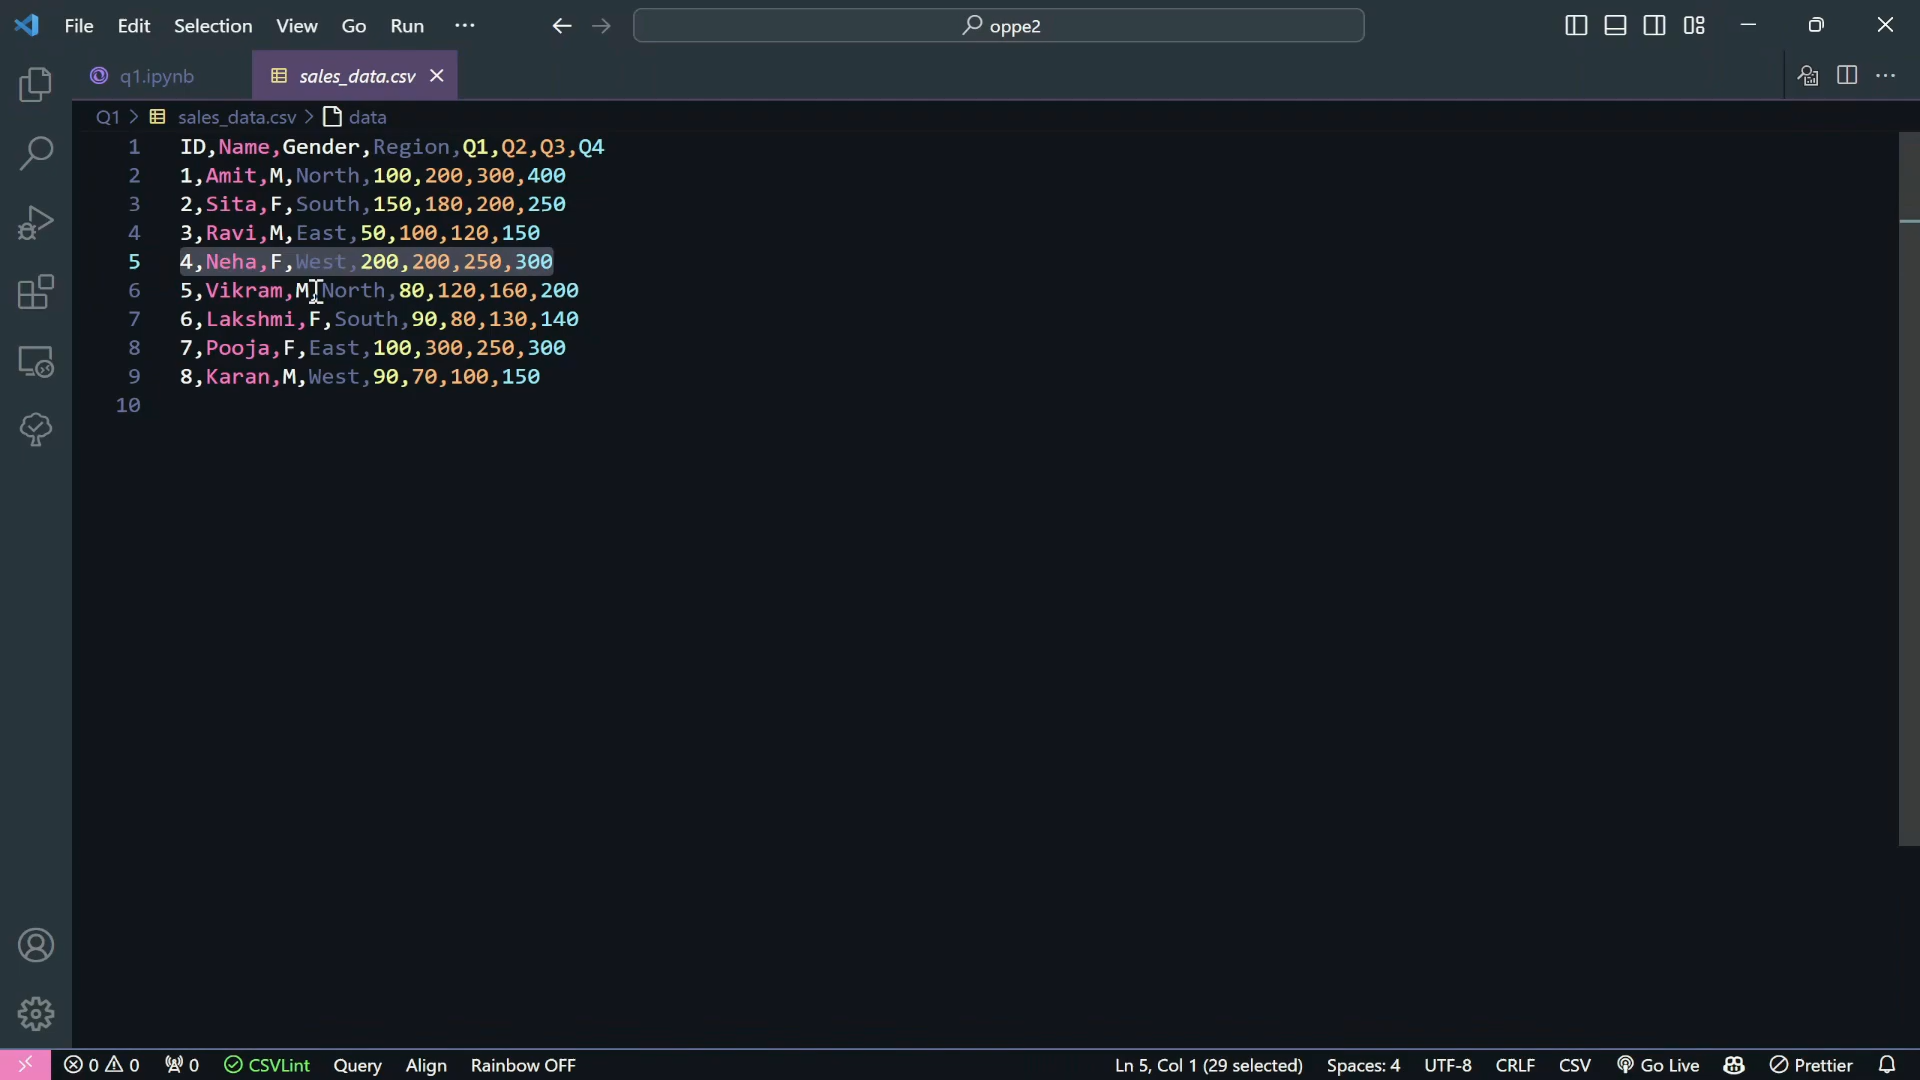 File Edit Selection View Go Run ··· oppe2
q1.ipynb sales_data.csv
Q1 > sales_data.csv > data
1 ID,Name,Gender,Region,Q1,Q2,Q3,Q4
2 1,Amit,M,North,100,200,300,400
3 2,Sita,F,South,150,180,200,250
4 3,Ravi,M,East,50,100,120,150
5 4,Neha,F,West,200,200,250,300
6 5,Vikram,M,North,80,120,160,200
7 6,Lakshmi,F,South,90,80,130,140
8 7,Pooja,F,East,100,300,250,300
9 8,Karan,M,West,90,70,100,150
10
0 0 0 CSVLint Query Align Rainbow OFF Ln 5, Col 1 (29 selected) Spaces: 4 UTF-8 CRLF CSV Go Live Prettier